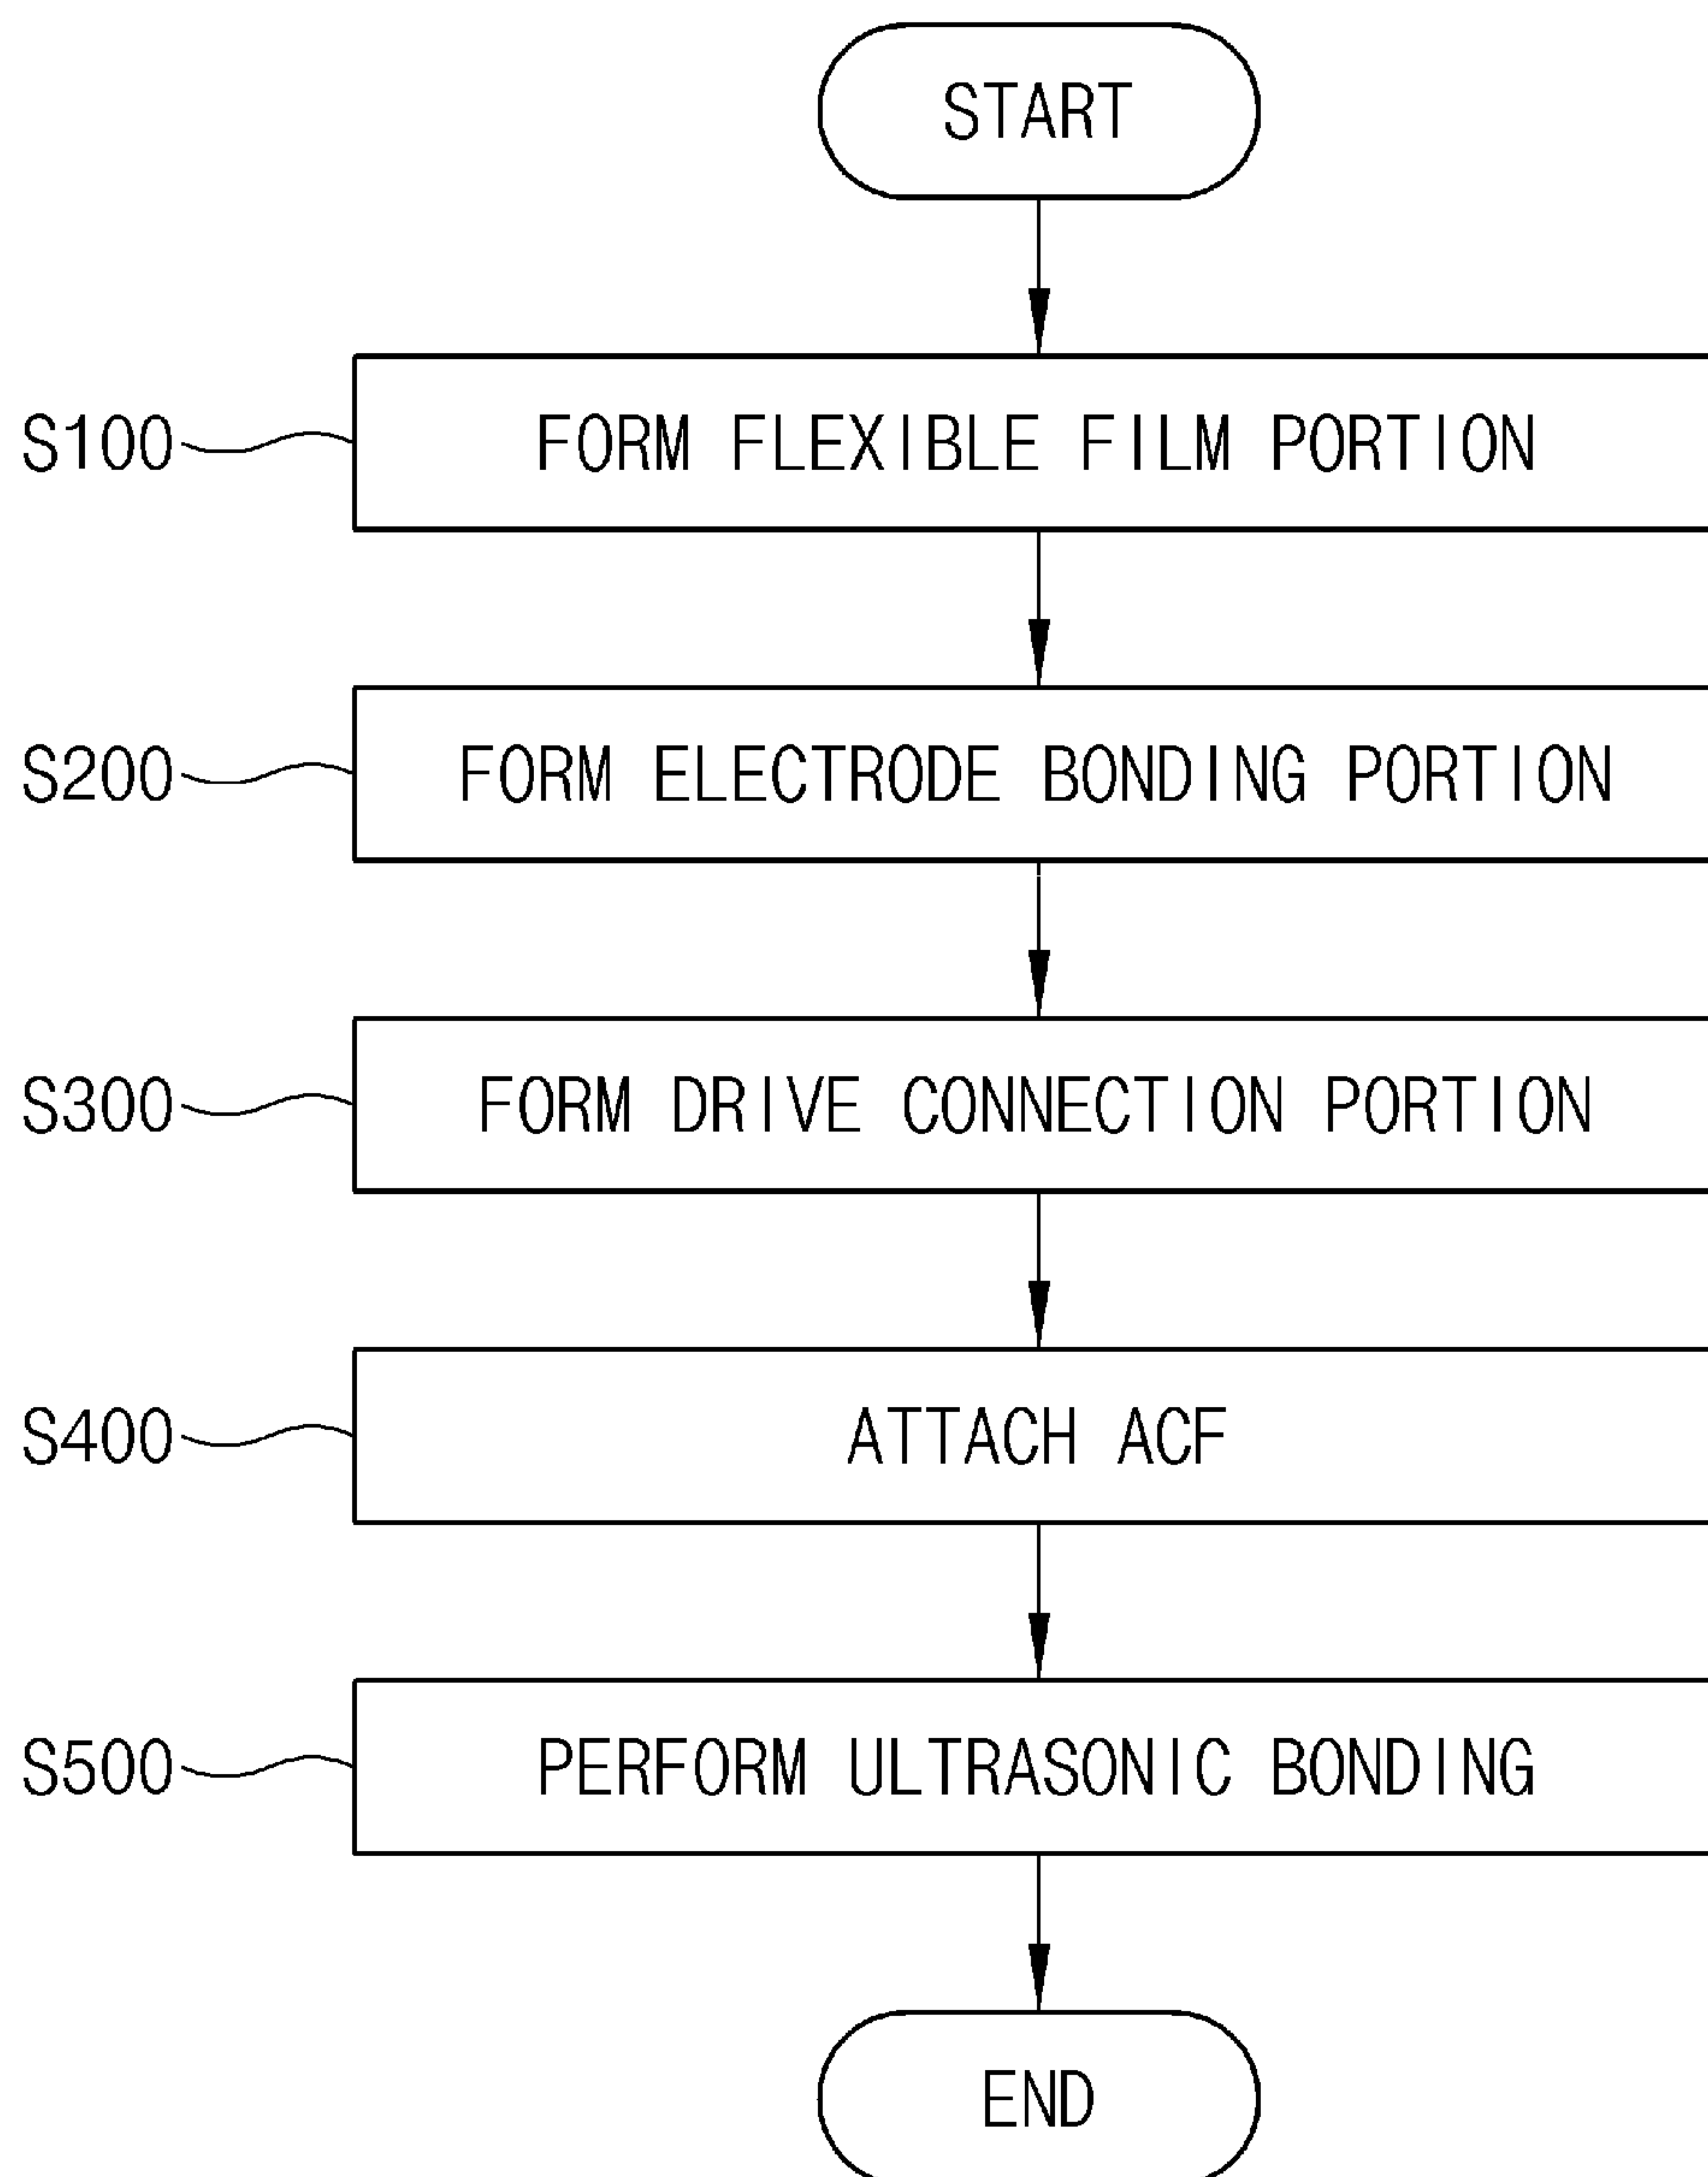 START
S100 FORM FLEXIBLE FILM PORTION
S200 FORM ELECTRODE BONDING PORTION
S300 FORM DRIVE CONNECTION PORTION
S400 ATTACH ACF
S500 PERFORM ULTRASONIC BONDING
END